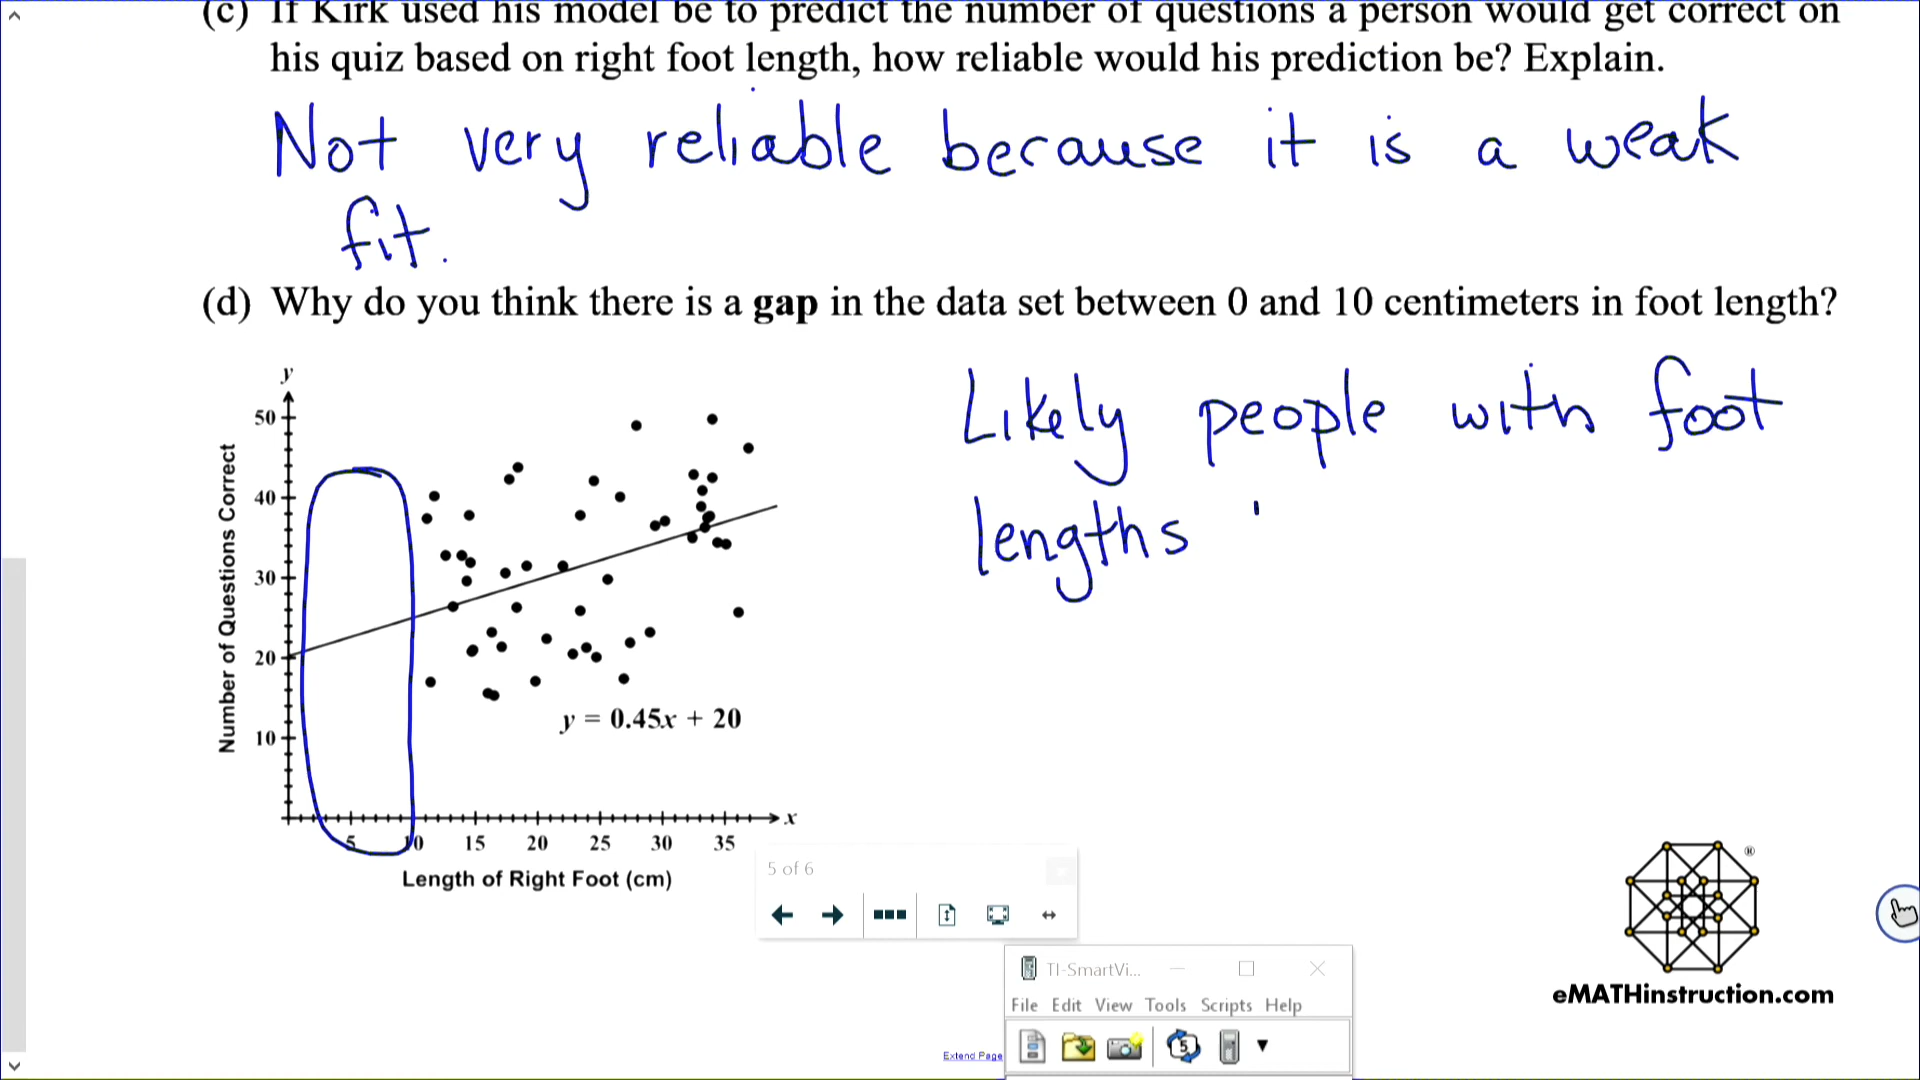 (c) If Kirk used his model be to predict the number of questions a person would get correct on
his quiz based on right foot length, how reliable would his prediction be? Explain.
Not very reliable because it is a weak
fit.
(d) Why do you think there is a gap in the data set between 0 and 10 centimeters in foot length?
Likely people with foot
lengths
y
50
40
30
20
10
Number of Questions Correct
y = 0.45x + 20
x
5 10 15 20 25 30 35
Length of Right Foot (cm)
5 of 6
TI-SmartVi...
File Edit View Tools Scripts Help
5
Extend Page
®
eMATHinstruction.com